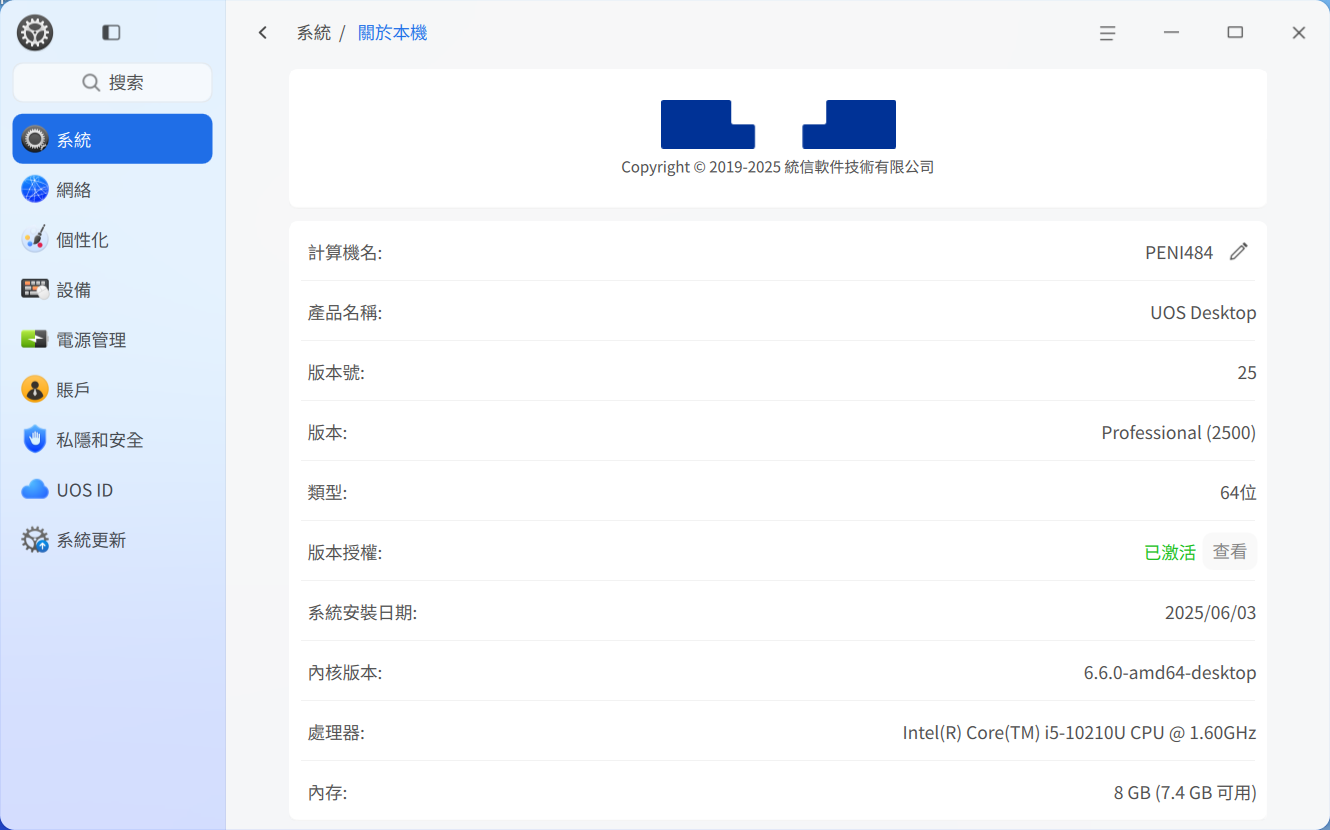 系統 / 關於本機
搜索
系統
網絡
個性化
設備
電源管理
賬戶
私隱和安全
UOS ID
系統更新
Copyright © 2019-2025 統信軟件技術有限公司
計算機名: PENI484
產品名稱: UOS Desktop
版本號: 25
版本: Professional (2500)
類型: 64位
版本授權: 已激活 查看
系統安裝日期: 2025/06/03
內核版本: 6.6.0-amd64-desktop
處理器: Intel(R) Core(TM) i5-10210U CPU @ 1.60GHz
內存: 8 GB (7.4 GB 可用)